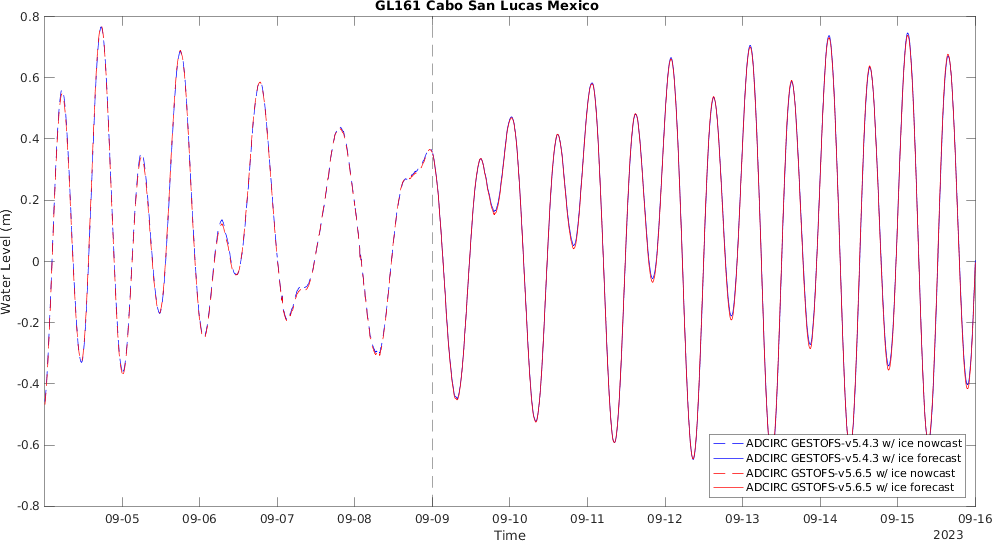 GL161 Cabo San Lucas Mexico
0.8
0.6
0.4
0.2
0
-0.2
-0.4
-0.6
-0.8
Water Level (m)
ADCIRC GESTOFS-v5.4.3 w/ ice nowcast
ADCIRC GESTOFS-v5.4.3 w/ ice forecast
ADCIRC GSTOFS-v5.6.5 w/ ice nowcast
ADCIRC GSTOFS-v5.6.5 w/ ice forecast
09-05 09-06 09-07 09-08 09-09 09-10 09-11 09-12 09-13 09-14 09-15 09-16
Time
2023